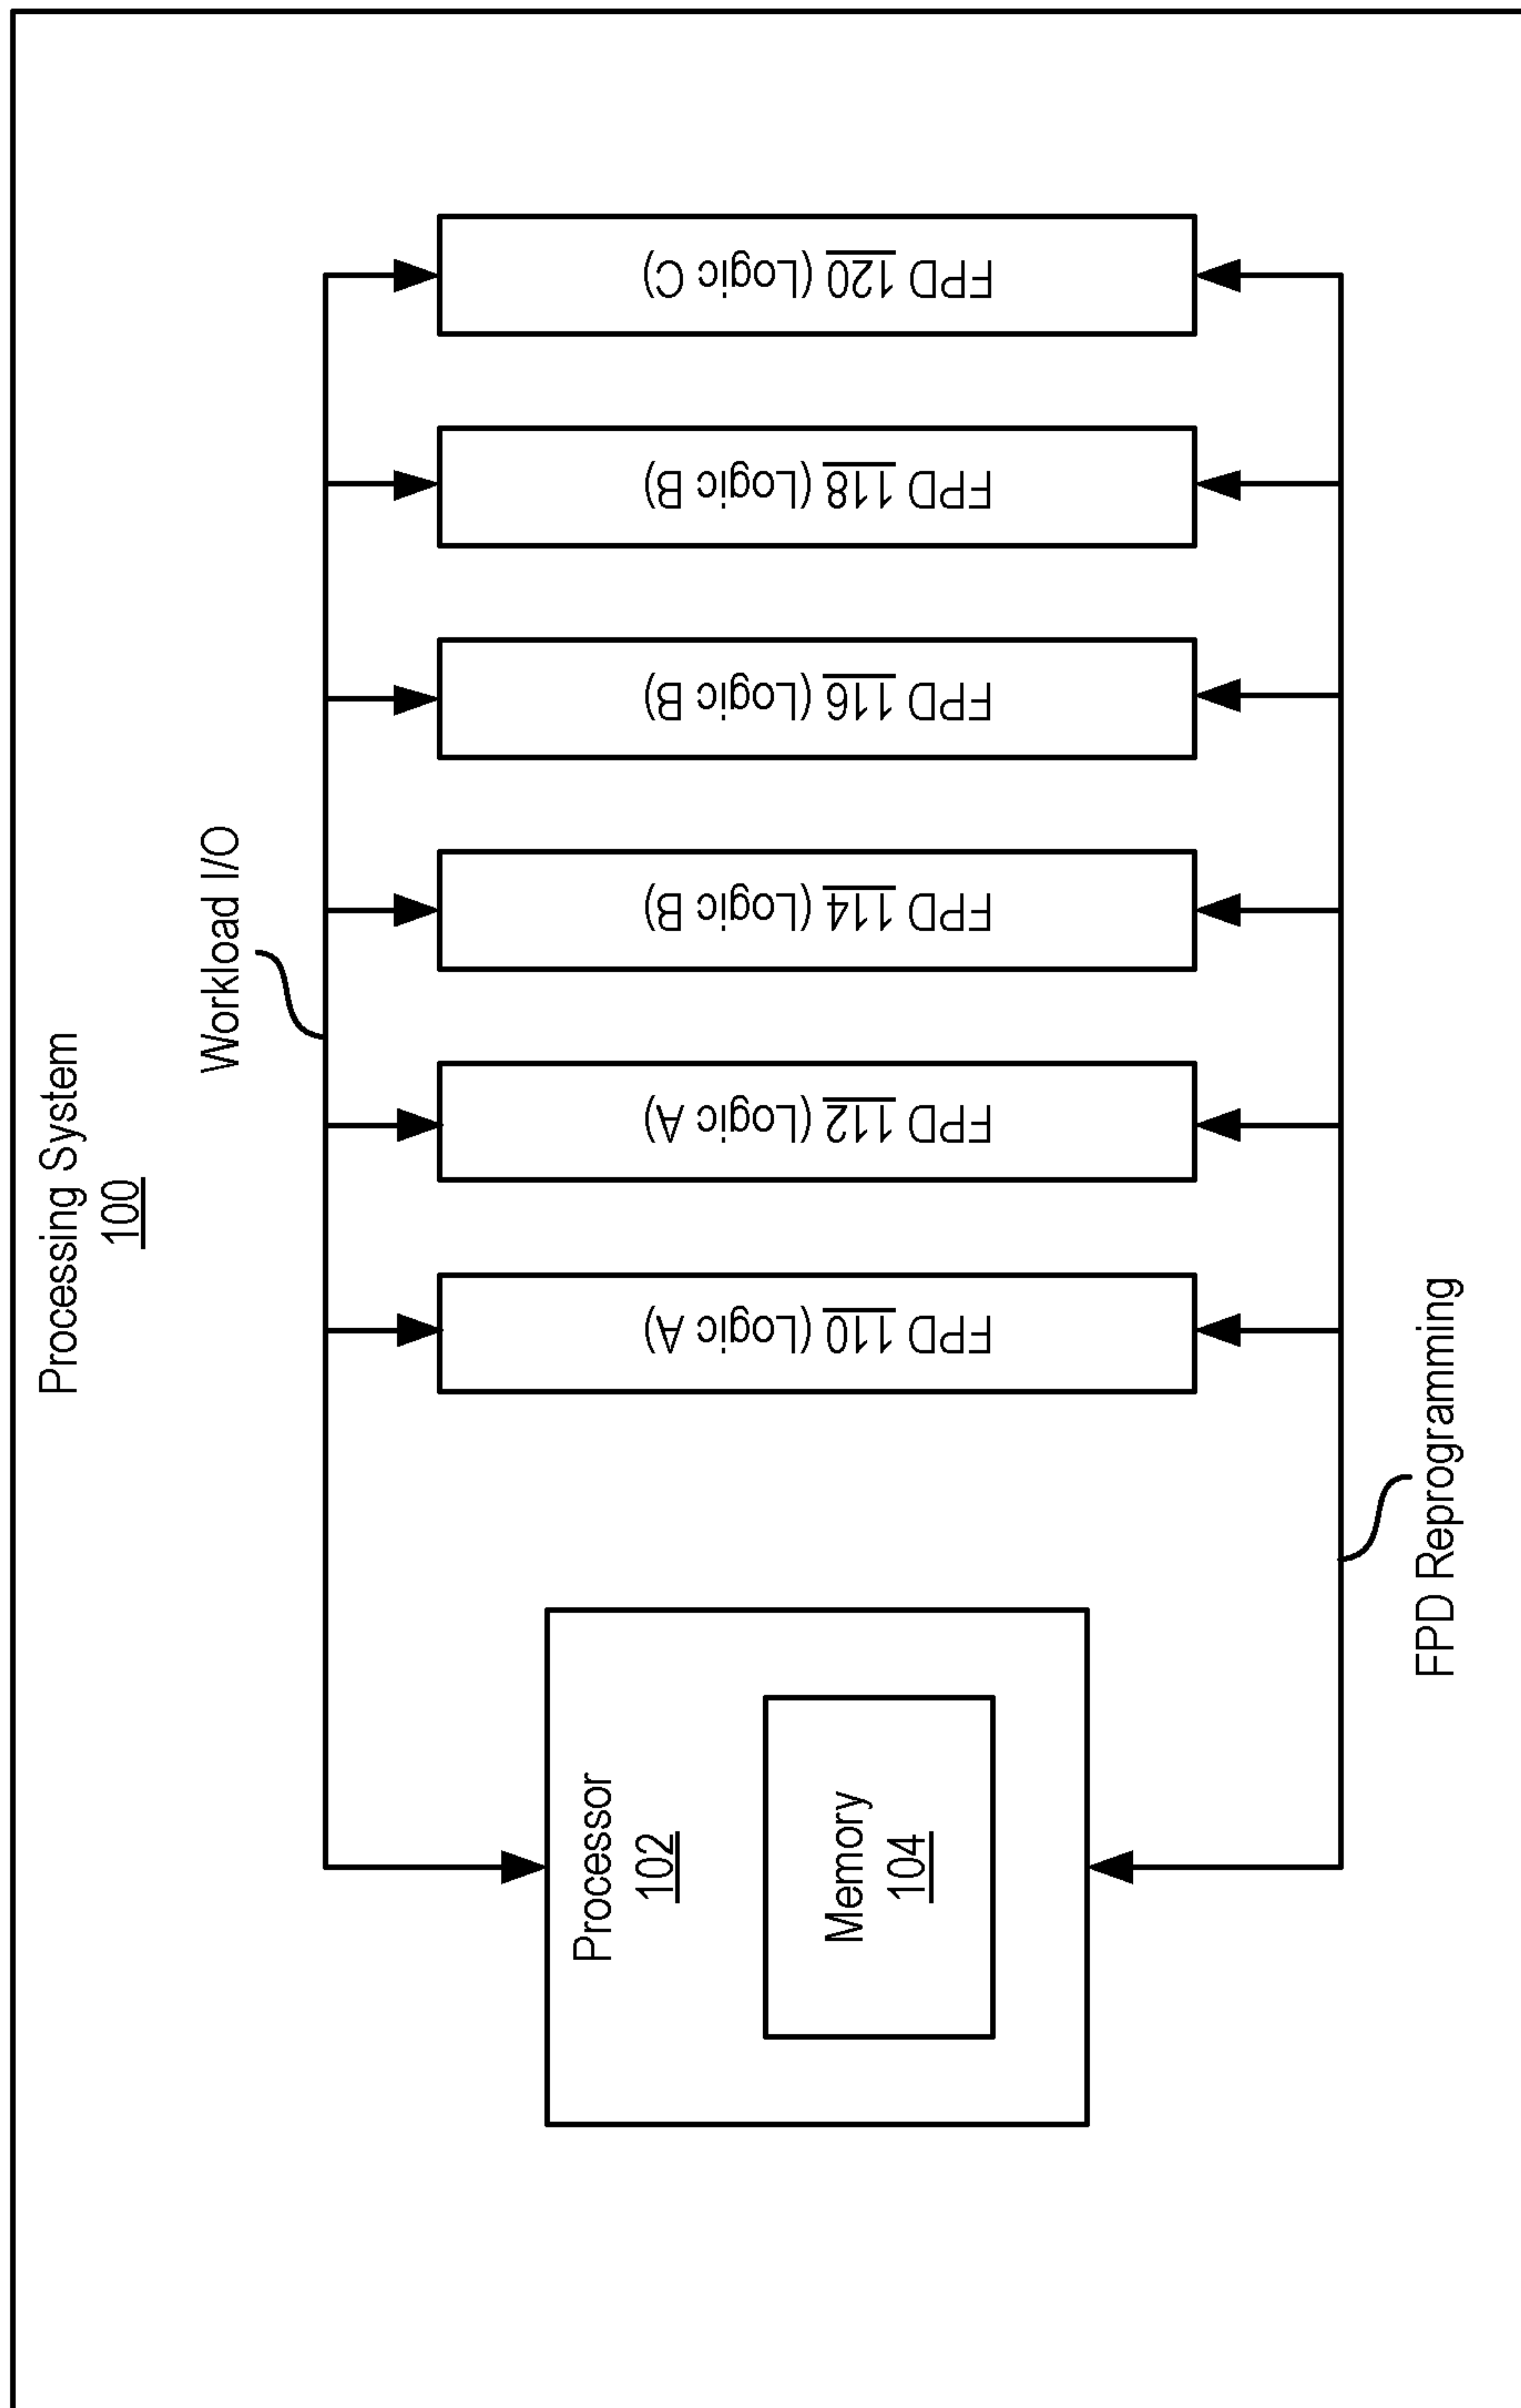 Processing System
100
Workload I/O
Processor
102
Memory
104
FPD 110 (Logic A)
FPD 112 (Logic A)
FPD 114 (Logic B)
FPD 116 (Logic B)
FPD 118 (Logic B)
FPD 120 (Logic C)
FPD Reprogramming